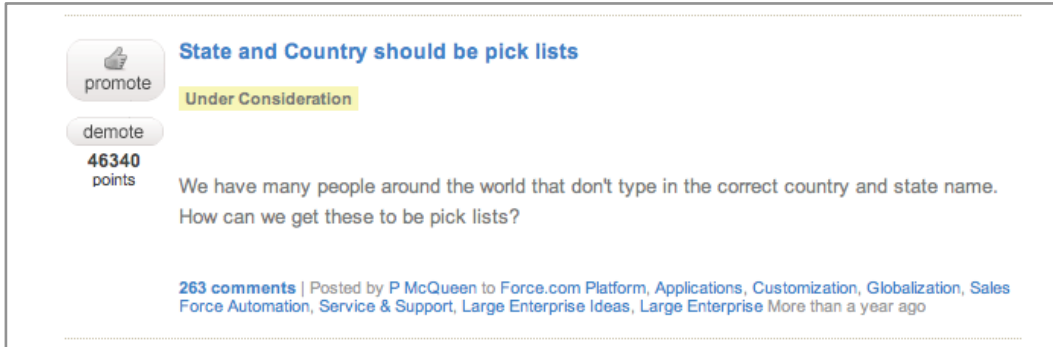 State and Country should be pick lists
promote
Under Consideration
demote
46340
points
We have many people around the world that don't type in the correct country and state name.
How can we get these to be pick lists?
263 comments | Posted by P McQueen to Force.com Platform, Applications, Customization, Globalization, Sales
Force Automation, Service & Support, Large Enterprise Ideas, Large Enterprise More than a year ago